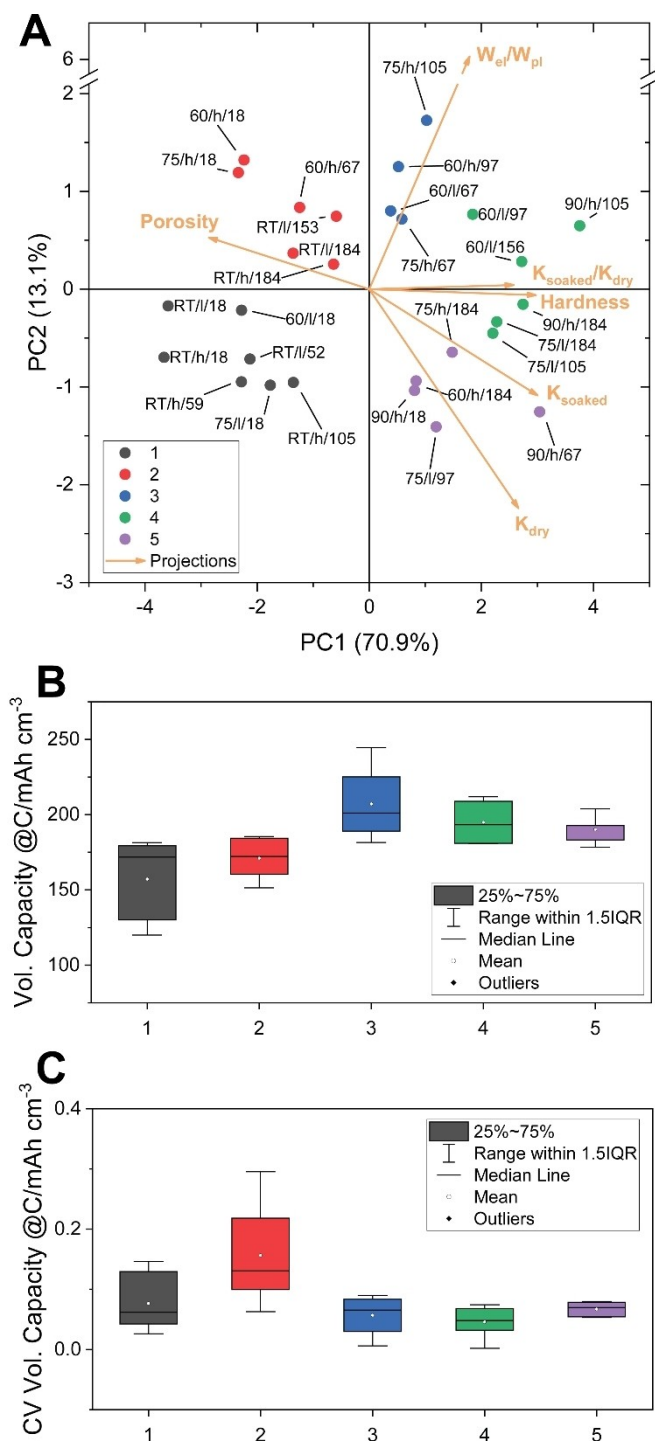 A
6
2
1
0
-1
-2
-3
PC2 (13.1%)
W_el/W_pl
75/h/105
60/h/18
75/h/18
60/h/67
60/h/97
60/l/67
60/l/97
90/h/105
RT/l/153
Porosity
RT/l/184
75/h/67
60/l/156
RT/h/184
K_soaked/K_dry
Hardness
RT/l/18
60/l/18
75/h/184
90/h/184
RT/l/52
75/l/184
RT/h/18
75/l/105
RT/h/59
60/h/184
K_soaked
75/l/18
RT/h/105
90/h/18
90/h/67
75/l/97
K_dry
1
2
3
4
5
Projections
-4
-2
0
2
4
PC1 (70.9%)
B
Vol. Capacity @C/mAh cm⁻³
250
200
150
100
25%~75%
Range within 1.5IQR
Median Line
Mean
Outliers
1
2
3
4
5
C
CV Vol. Capacity @C/mAh cm⁻³
0.4
0.2
0.0
25%~75%
Range within 1.5IQR
Median Line
Mean
Outliers
1
2
3
4
5